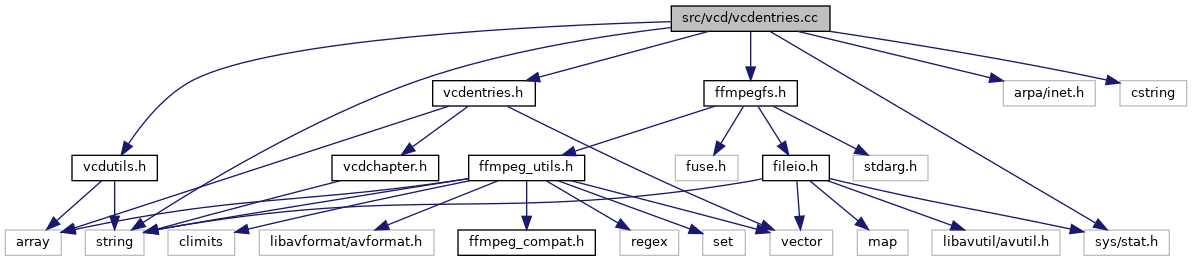 src/vcd/vcdentries.cc
vcdentries.h
ffmpegfs.h
arpa/inet.h
cstring
vcdutils.h
vcdchapter.h
ffmpeg_utils.h
fuse.h
fileio.h
stdarg.h
array
string
climits
libavformat/avformat.h
ffmpeg_compat.h
regex
set
vector
map
libavutil/avutil.h
sys/stat.h